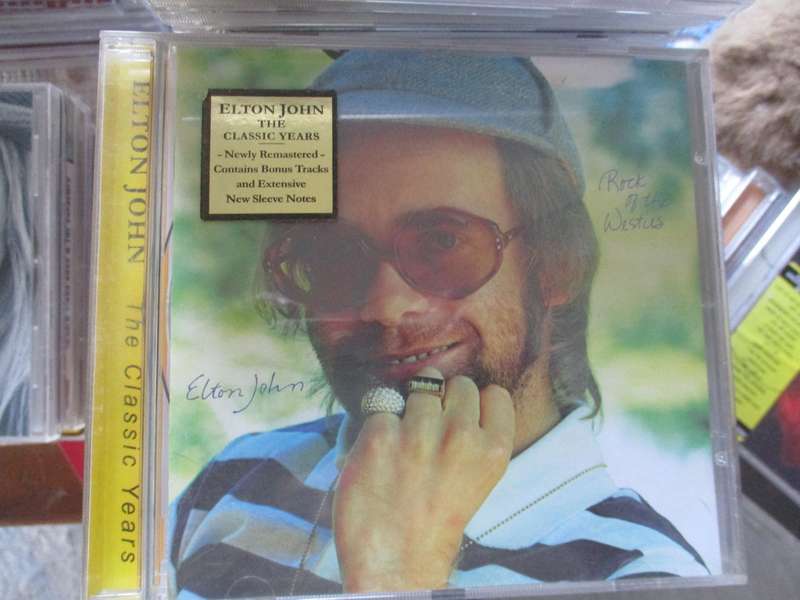 ELTON JOHN The Classic Years
ELTON JOHN
THE
CLASSIC YEARS
- Newly Remastered -
Contains Bonus Tracks
and Extensive
New Sleeve Notes
Rock
of the
Westies
Elton John